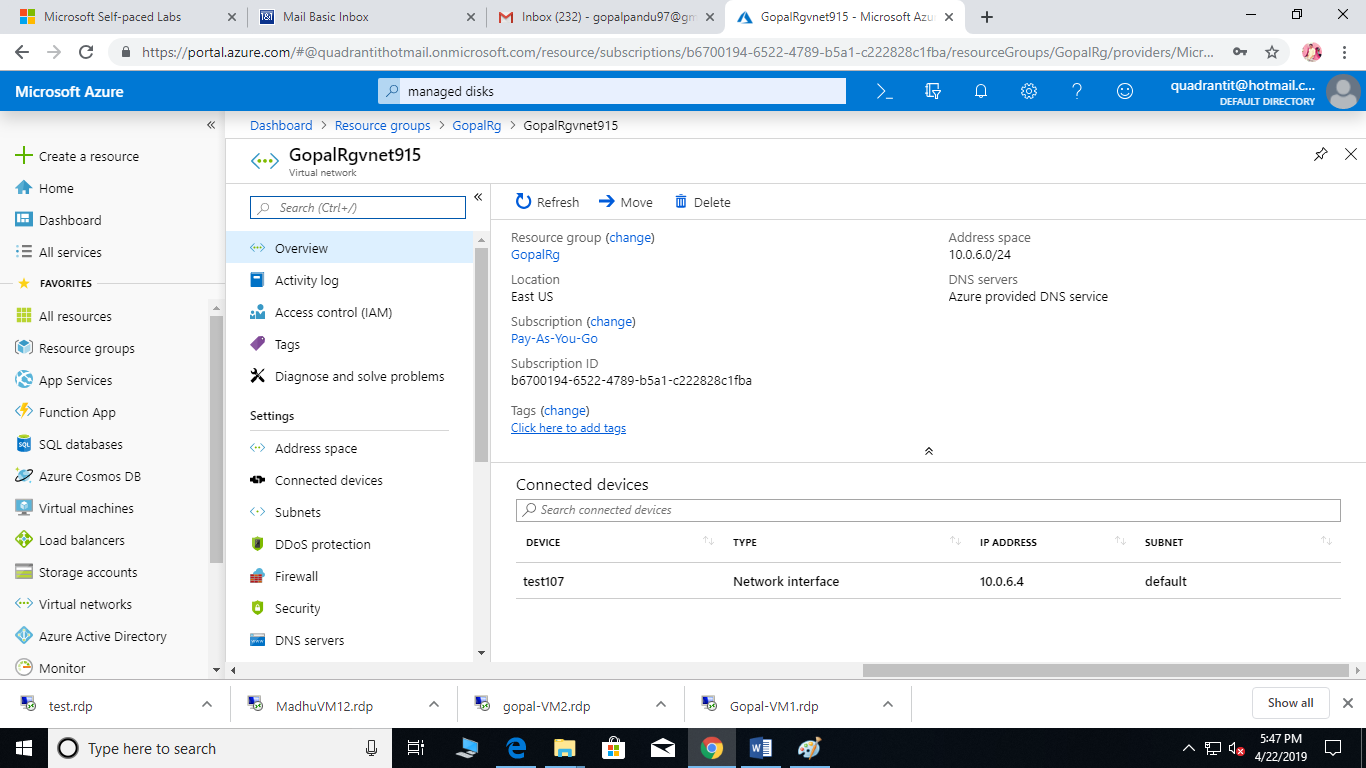 Microsoft Self-paced Labs
Mail Basic Inbox
Inbox (232) - gopalpandu97@gm
GopalRgvnet915 - Microsoft Azu
https://portal.azure.com/#@quadrantithotmail.onmicrosoft.com/resource/subscriptions/b6700194-6522-4789-b5a1-c222828c1fba/resourceGroups/GopalRg/providers/Micr...
Microsoft Azure
managed disks
quadrantit@hotmail.c...
DEFAULT DIRECTORY
Create a resource
Home
Dashboard
All services
FAVORITES
All resources
Resource groups
App Services
Function App
SQL databases
Azure Cosmos DB
Virtual machines
Load balancers
Storage accounts
Virtual networks
Azure Active Directory
Monitor
Dashboard > Resource groups > GopalRg > GopalRgvnet915
GopalRgvnet915
Virtual network
Search (Ctrl+/)
Overview
Activity log
Access control (IAM)
Tags
Diagnose and solve problems
Settings
Address space
Connected devices
Subnets
DDoS protection
Firewall
Security
DNS servers
Refresh Move Delete
Resource group (change)
GopalRg
Location
East US
Subscription (change)
Pay-As-You-Go
Subscription ID
b6700194-6522-4789-b5a1-c222828c1fba
Tags (change)
Click here to add tags
Address space
10.0.6.0/24
DNS servers
Azure provided DNS service
Connected devices
Search connected devices
DEVICE TYPE IP ADDRESS SUBNET
test107 Network interface 10.0.6.4 default
test.rdp MadhuVM12.rdp gopal-VM2.rdp Gopal-VM1.rdp Show all
Type here to search
5:47 PM
4/22/2019